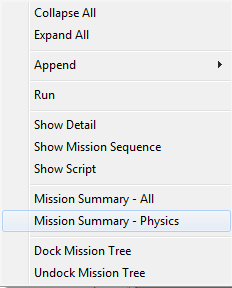 Collapse All
Expand All
Append
Run
Show Detail
Show Mission Sequence
Show Script
Mission Summary - All
Mission Summary - Physics
Dock Mission Tree
Undock Mission Tree